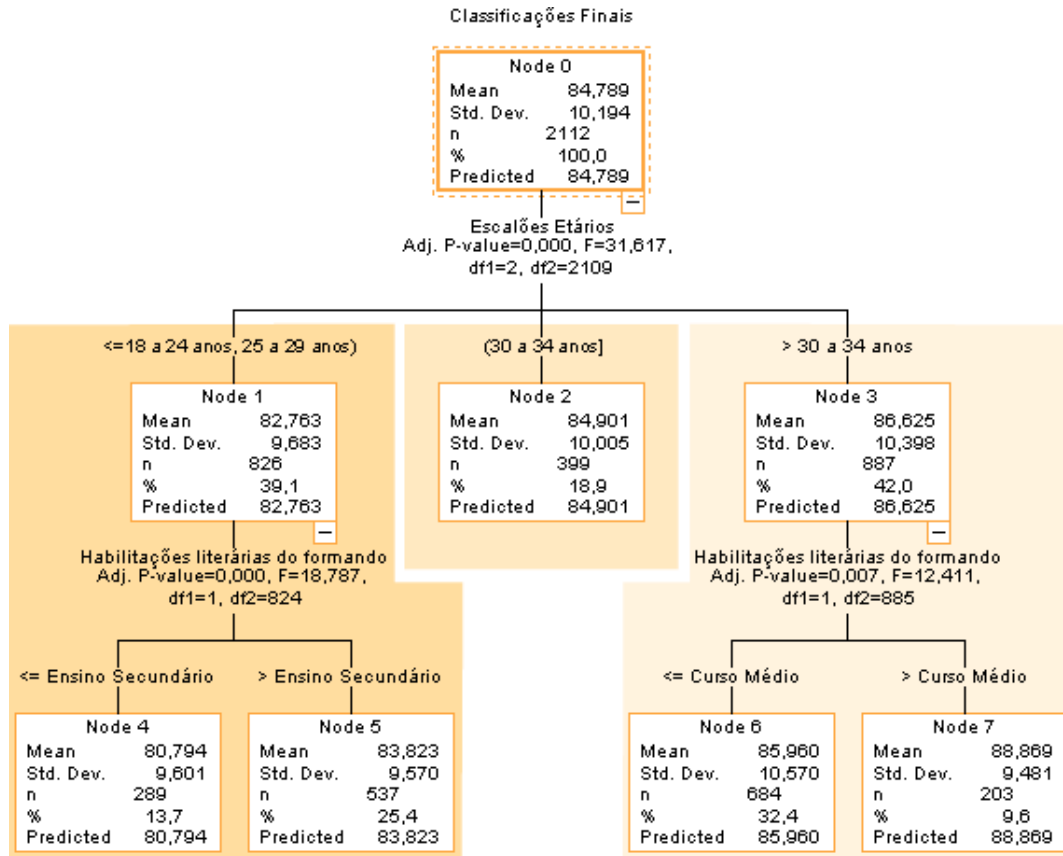 Classificações Finais
Node 0
Mean 84,789
Std. Dev. 10,194
n 2112
% 100,0
Predicted 84,789
Escalões Etários
Adj. P-value=0,000, F=31,617,
df1=2, df2=2109
<=18 a 24 anos, 25 a 29 anos)
Node 1
Mean 82,763
Std. Dev. 9,683
n 826
% 39,1
Predicted 82,763
(30 a 34 anos]
Node 2
Mean 84,901
Std. Dev. 10,005
n 399
% 18,9
Predicted 84,901
> 30 a 34 anos
Node 3
Mean 86,625
Std. Dev. 10,398
n 887
% 42,0
Predicted 86,625
Habilitações literárias do formando
Adj. P-value=0,000, F=18,787,
df1=1, df2=824
<= Ensino Secundário
Node 4
Mean 80,794
Std. Dev. 9,601
n 289
% 13,7
Predicted 80,794
> Ensino Secundário
Node 5
Mean 83,823
Std. Dev. 9,570
n 537
% 25,4
Predicted 83,823
Habilitações literárias do formando
Adj. P-value=0,007, F=12,411,
df1=1, df2=885
<= Curso Médio
Node 6
Mean 85,960
Std. Dev. 10,570
n 684
% 32,4
Predicted 85,960
> Curso Médio
Node 7
Mean 88,869
Std. Dev. 9,481
n 203
% 9,6
Predicted 88,869